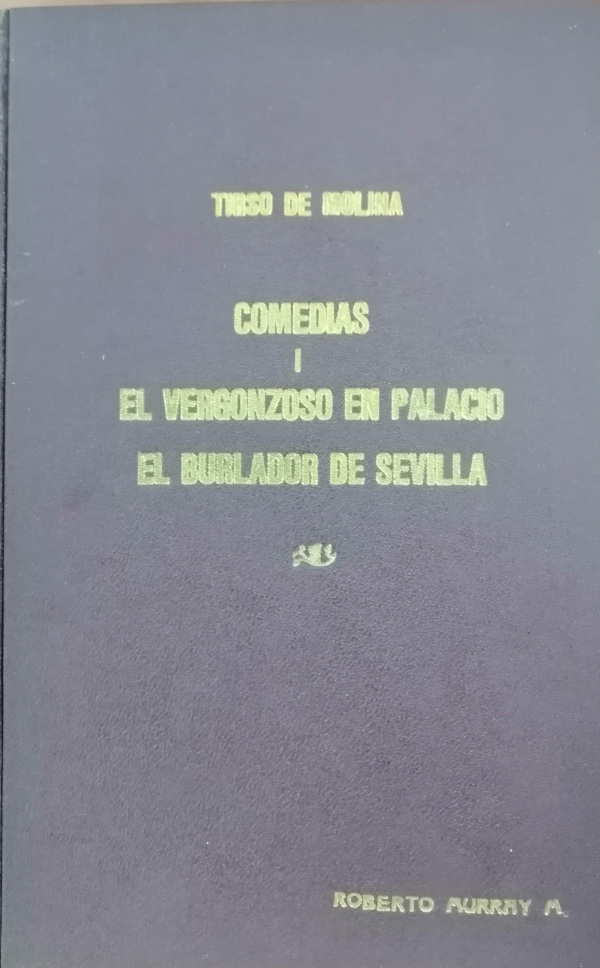 TIRSO DE MOLINA
COMEDIAS
I
EL VERGONZOSO EN PALACIO
EL BURLADOR DE SEVILLA
ROBERTO MURRAY M.